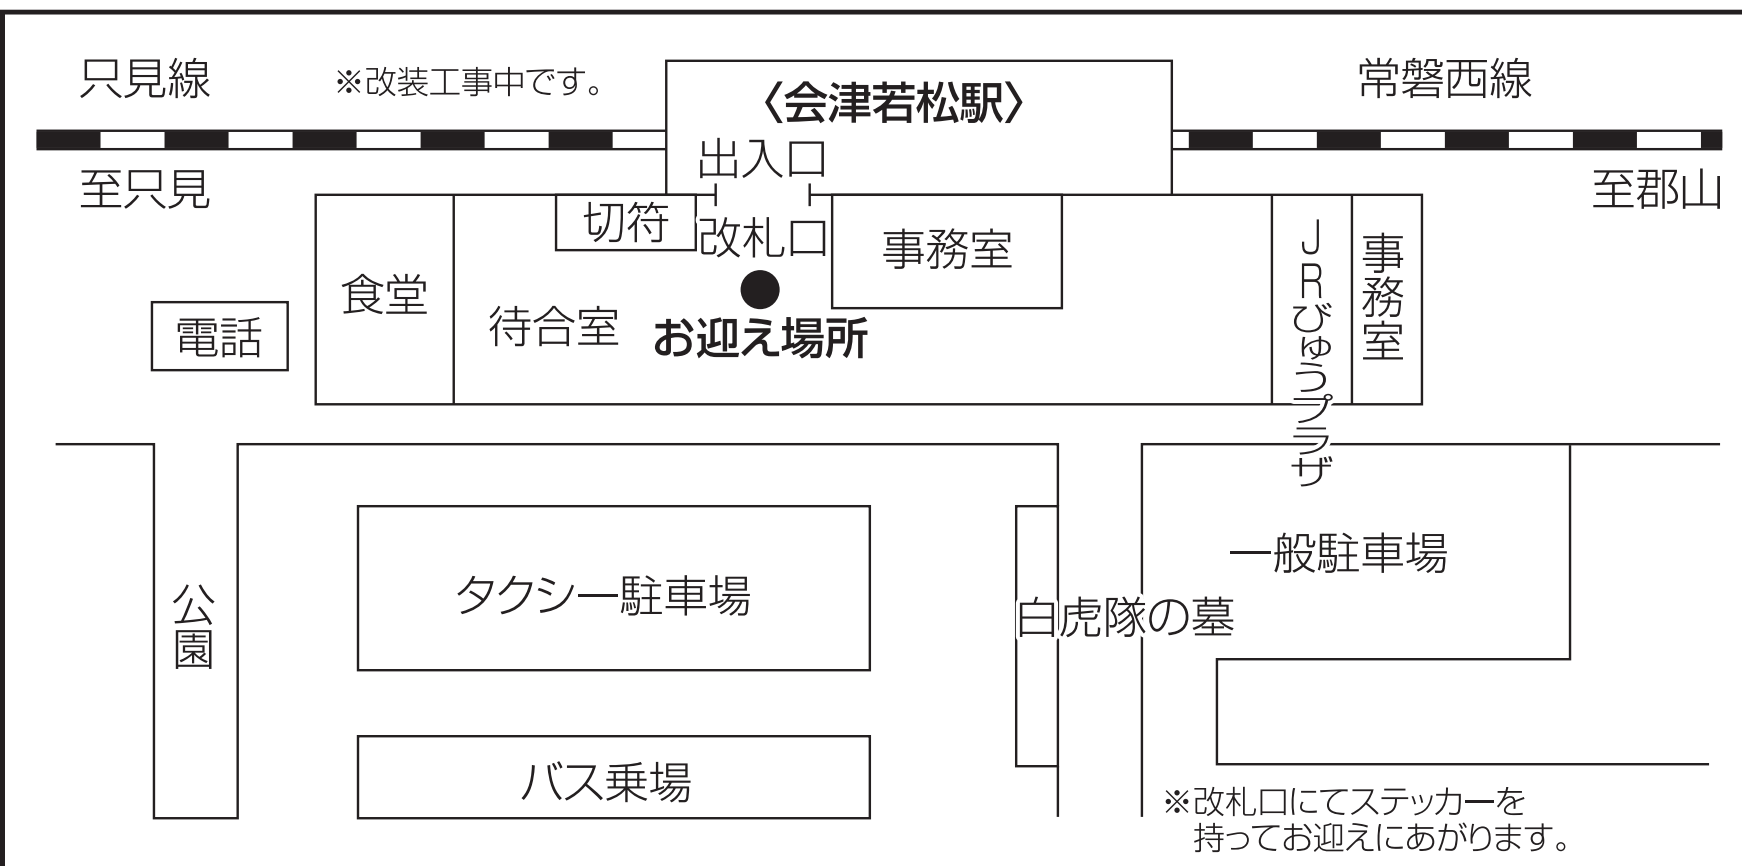 只見線
※改装工事中です。
〈会津若松駅〉
常磐西線
至只見
出入口
至郡山
切符
改札口
事務室
食堂
待合室
お迎え場所
電話
ＪＲびゅうプラザ
事務室
公園
タクシー駐車場
白虎隊の墓
一般駐車場
バス乗場
※改札口にてステッカーを
持ってお迎えにあがります。